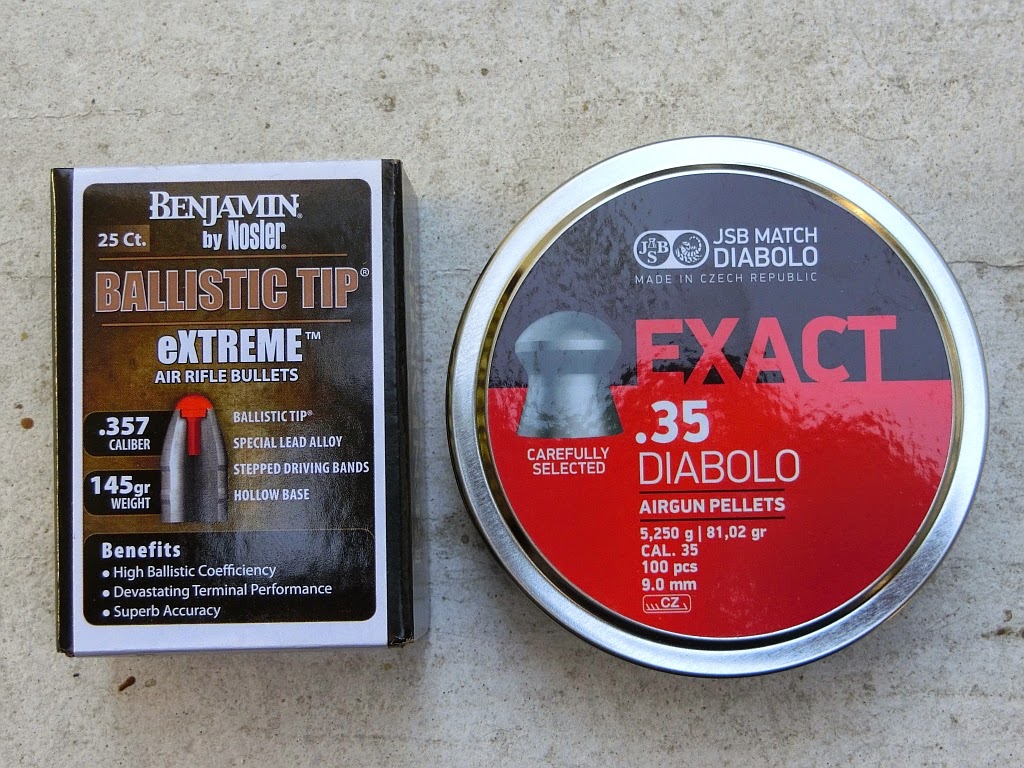 BENJAMIN®
by Nosler®
25 Ct.
BALLISTIC TIP®
eXTREME™
AIR RIFLE BULLETS
.357
CALIBER
145gr
WEIGHT
BALLISTIC TIP®
SPECIAL LEAD ALLOY
STEPPED DRIVING BANDS
HOLLOW BASE
Benefits
• High Ballistic Coefficiency
• Devastating Terminal Performance
• Superb Accuracy
JSB
JSB MATCH
DIABOLO
MADE IN CZECH REPUBLIC
EXACT
.35
DIABOLO
CAREFULLY
SELECTED
AIRGUN PELLETS
5,250 g | 81,02 gr
CAL. 35
100 pcs
9.0 mm
CZ